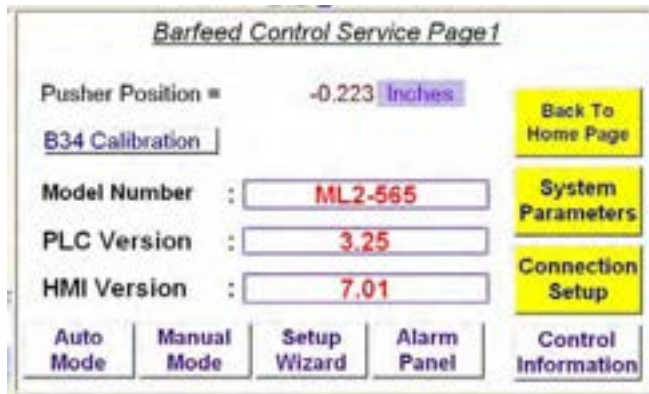 Barfeed Control Service Page1
Pusher Position = -0.223 Inches
B34 Calibration
Back To
Home Page
Model Number : ML2-565
System
Parameters
PLC Version : 3.25
HMI Version : 7.01
Connection
Setup
Auto
Mode
Manual
Mode
Setup
Wizard
Alarm
Panel
Control
Information